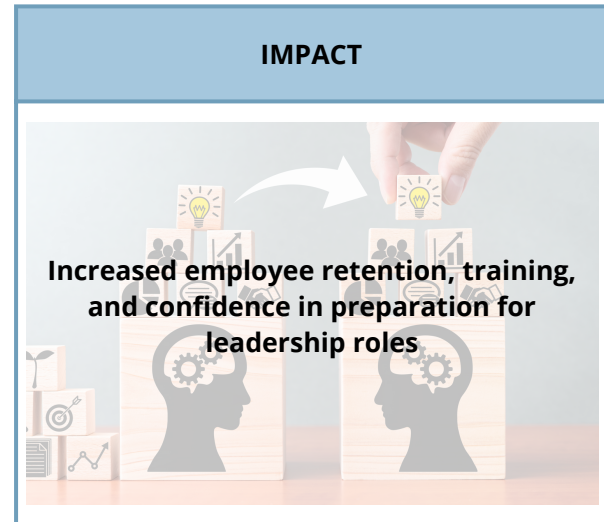 IMPACT
Increased employee retention, training,
and confidence in preparation for
leadership roles